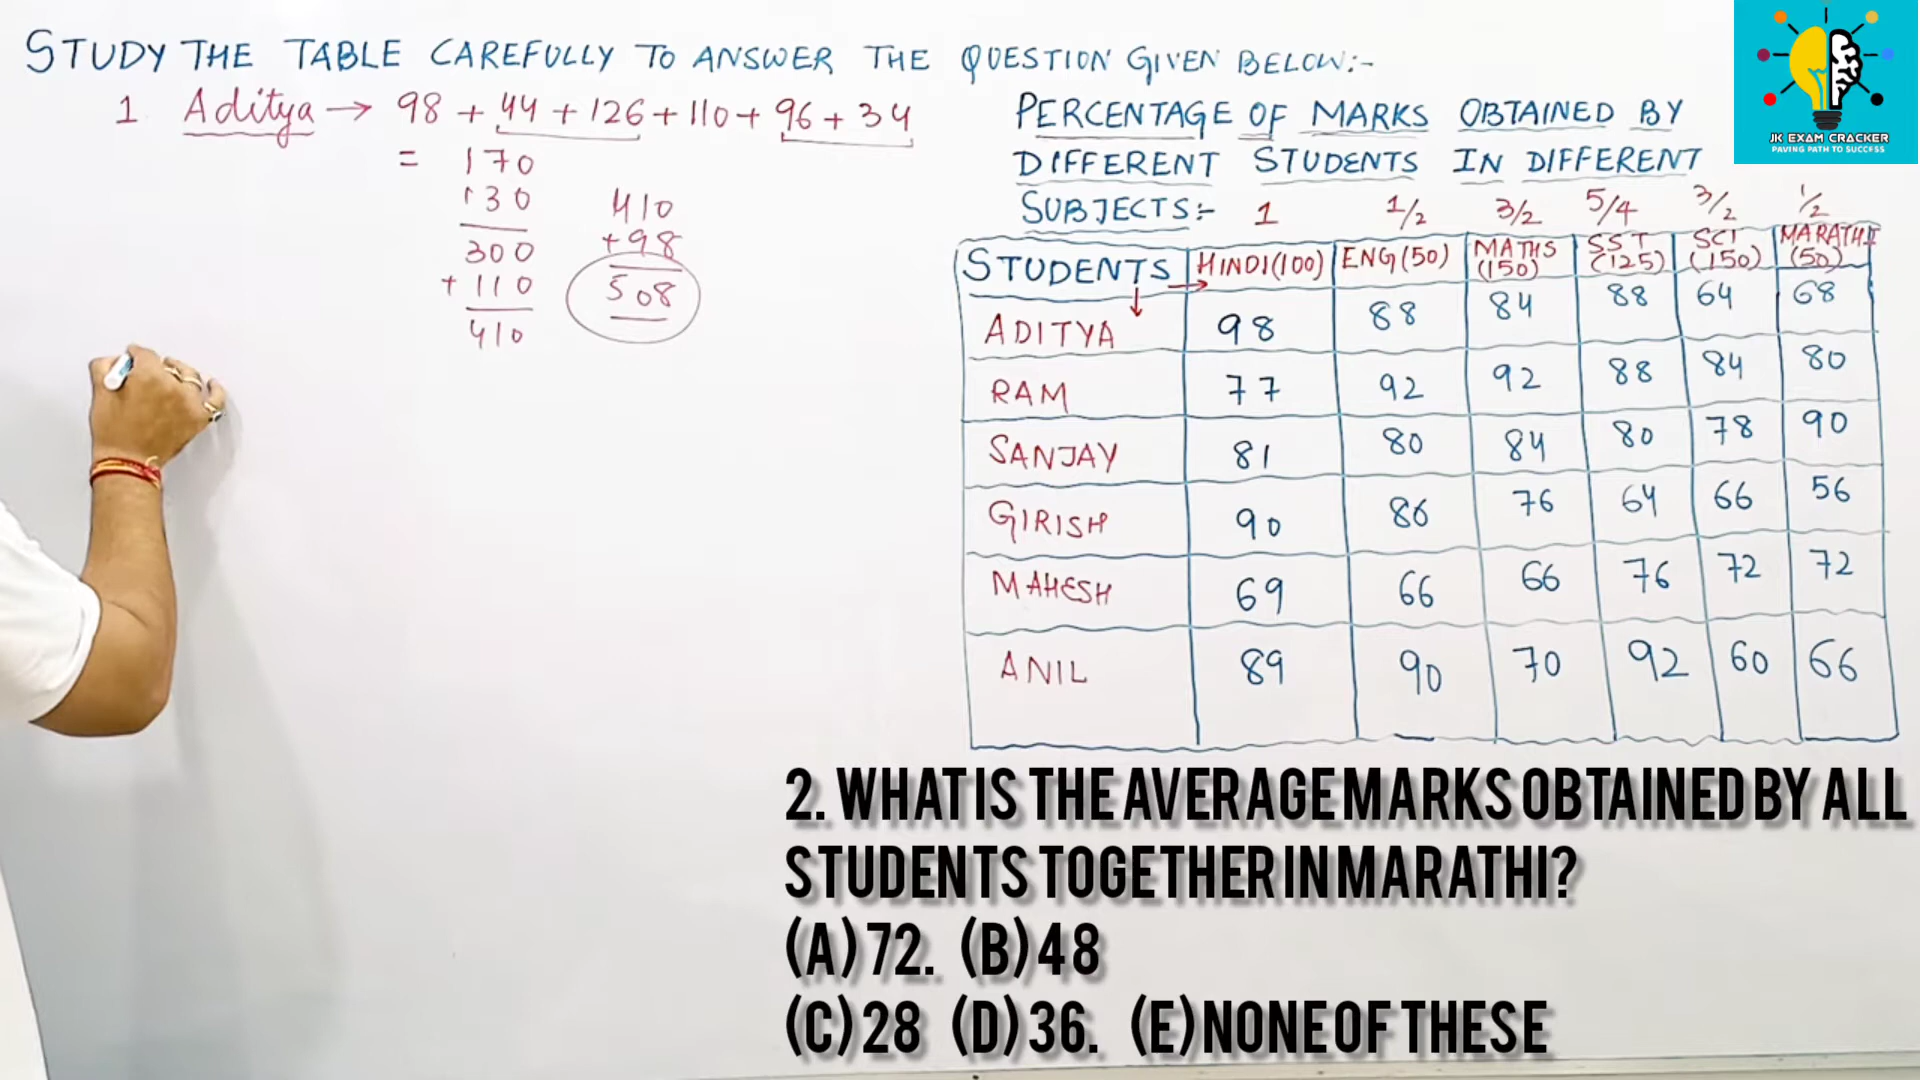 STUDY THE TABLE CAREFULLY TO ANSWER THE QUESTION GIVEN BELOW:-
1 Aditya → 98 + 44 + 126 + 110 + 96 + 34
= 170
130
300
+ 110
410
410
+98
508
PERCENTAGE OF MARKS OBTAINED BY
DIFFERENT STUDENTS IN DIFFERENT
SUBJECTS:-
1 1/2 3/2 5/4 3/2 1/2
STUDENTS HINDI(100) ENG(50) MATHS (150) SST (125) SCI (150) MARATHI (50)
ADITYA 98 88 84 88 64 68
RAM 77 92 92 88 84 80
SANJAY 81 80 84 80 78 90
GIRISH 90 86 76 64 66 56
MAHESH 69 66 66 76 72 72
ANIL 89 90 70 92 60 66
JK EXAM CRACKER
PAVING PATH TO SUCCESS
2. WHAT IS THE AVERAGE MARKS OBTAINED BY ALL
STUDENTS TOGETHER IN MARATHI?
(A) 72. (B) 48
(C) 28 (D) 36. (E) NONE OF THESE